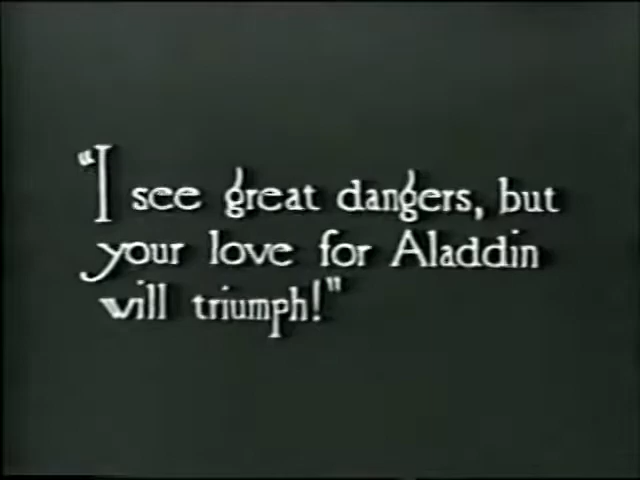 "I see great dangers, but
your love for Aladdin
will triumph!"